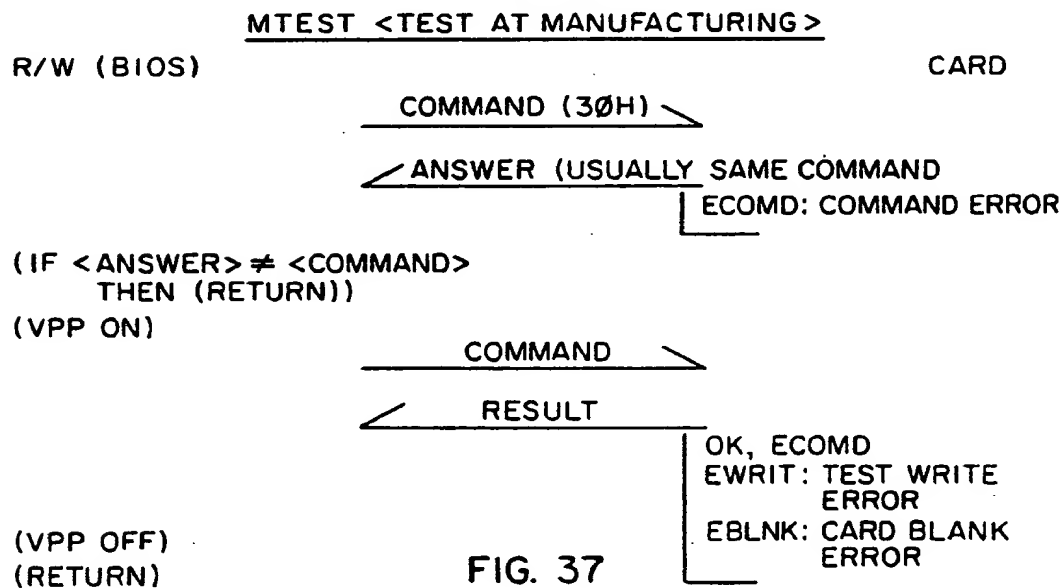 MTEST <TEST AT MANUFACTURING>
R/W (BIOS) CARD
COMMAND (30H)
ANSWER (USUALLY SAME COMMAND
ECOMD: COMMAND ERROR
(IF <ANSWER> ≠ <COMMAND>
THEN (RETURN))
(VPP ON)
COMMAND
RESULT
OK, ECOMD
EWRIT: TEST WRITE
ERROR
EBLNK: CARD BLANK
ERROR
(VPP OFF)
(RETURN)
FIG. 37